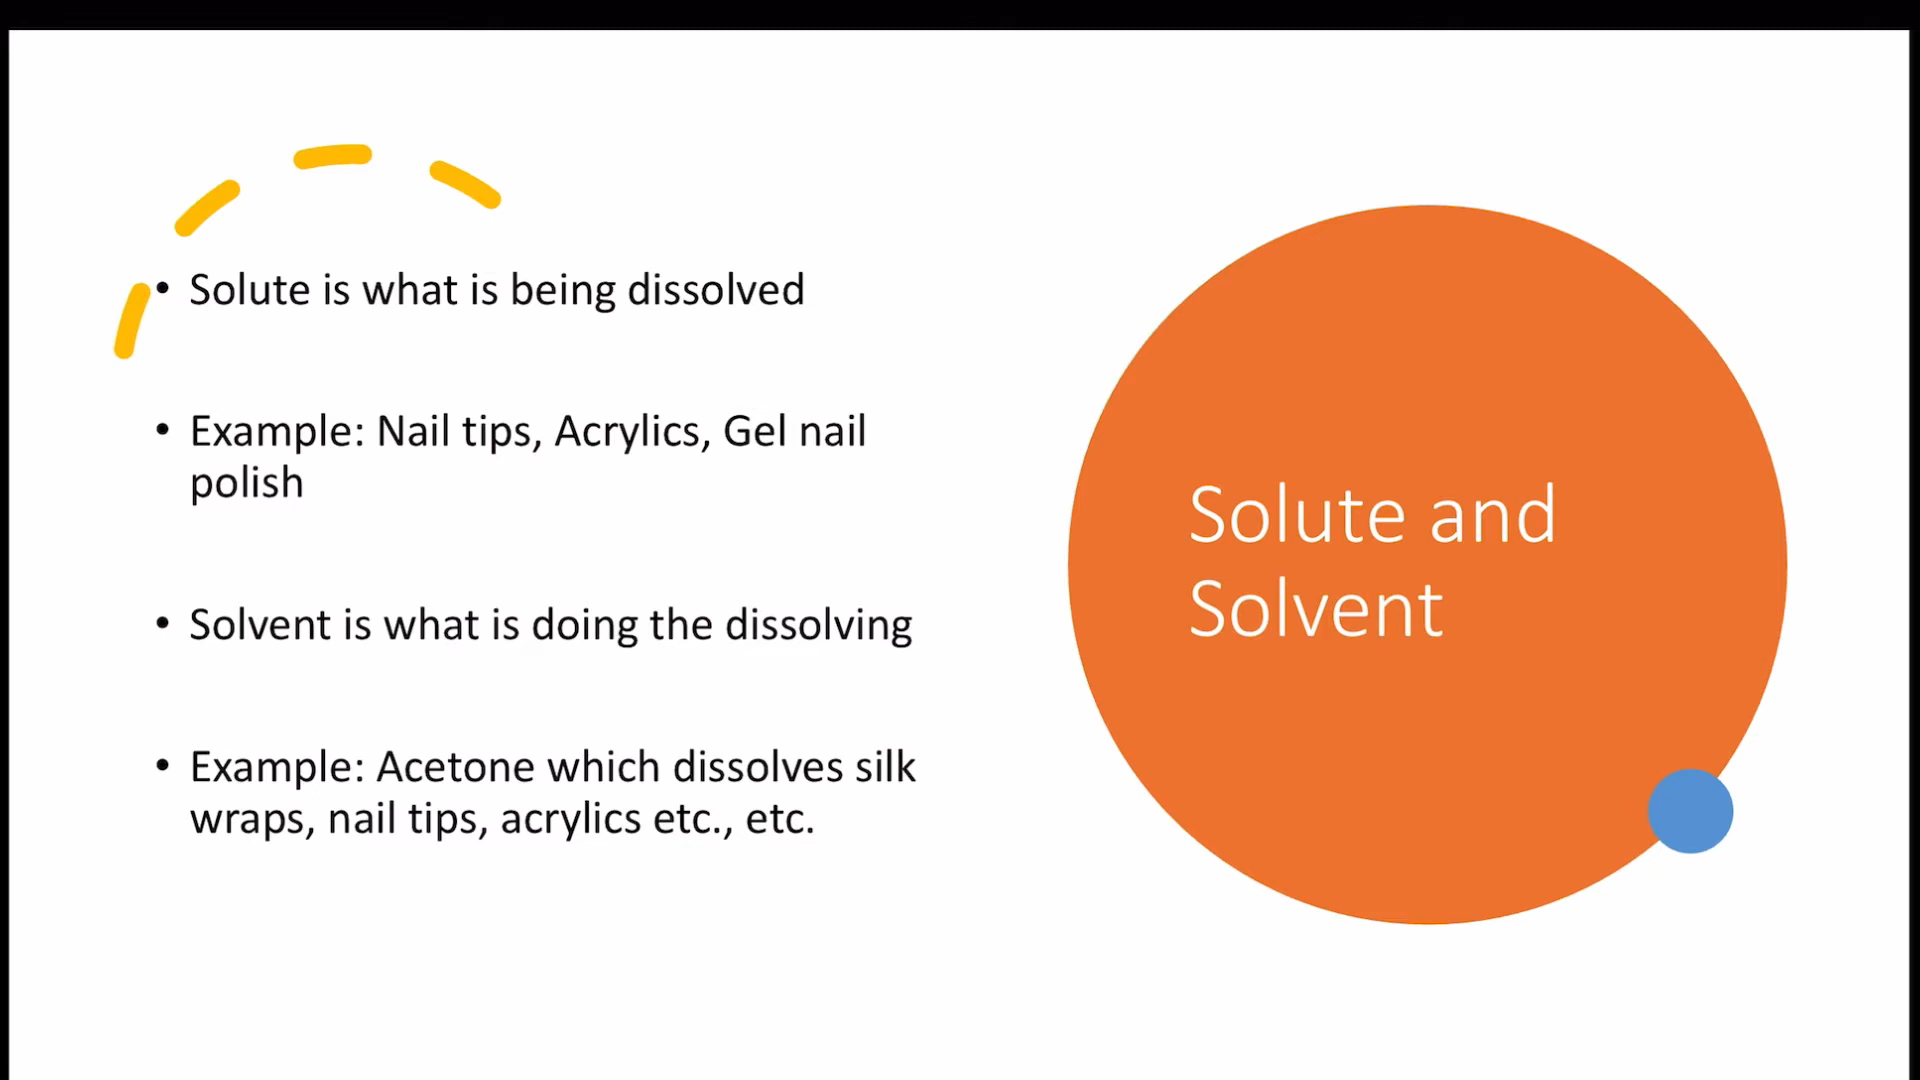 • Solute is what is being dissolved
• Example: Nail tips, Acrylics, Gel nail
polish
• Solvent is what is doing the dissolving
• Example: Acetone which dissolves silk
wraps, nail tips, acrylics etc., etc.
Solute and
Solvent